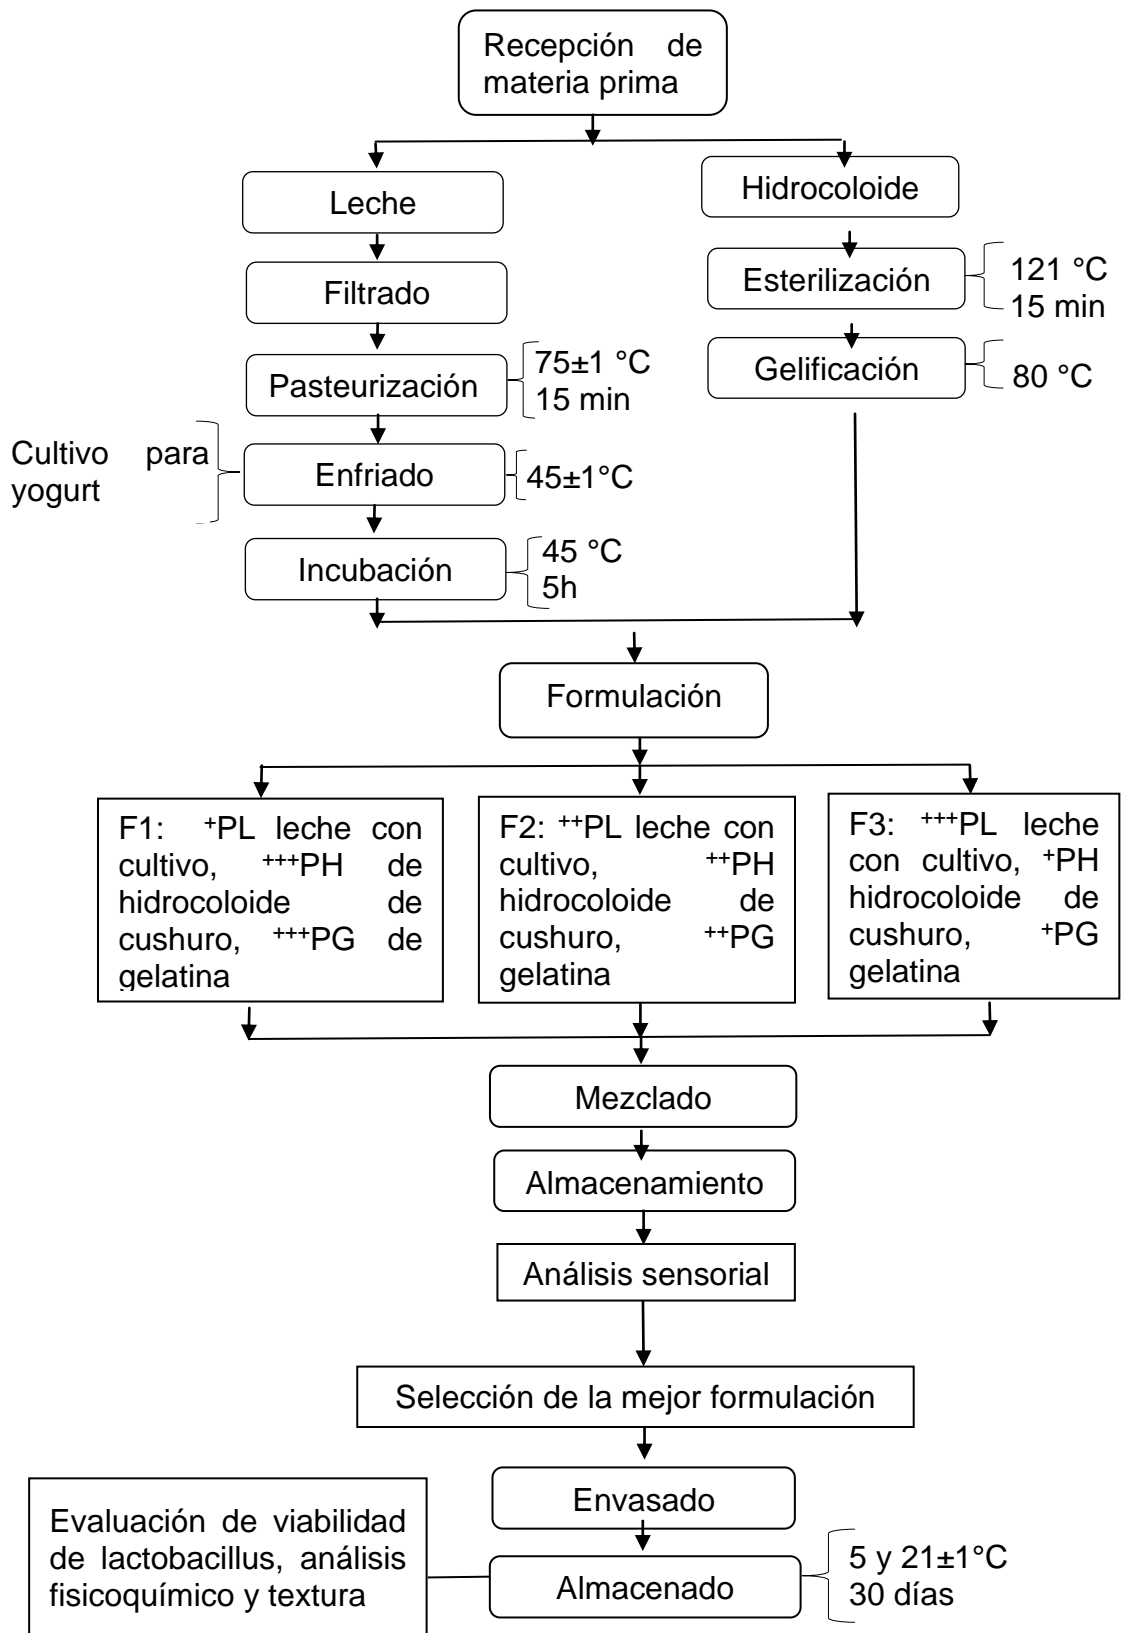 Recepción de
materia prima
Leche
Hidrocoloide
Filtrado
Esterilización
121 °C
15 min
Pasteurización
75±1 °C
15 min
Gelificación
80 °C
Cultivo para
yogurt
Enfriado
45±1°C
Incubación
45 °C
5h
Formulación
F1: ⁺PL leche con
cultivo, ⁺⁺⁺PH de
hidrocoloide de
cushuro, ⁺⁺⁺PG de
gelatina
F2: ⁺⁺PL leche con
cultivo, ⁺⁺PH
hidrocoloide de
cushuro, ⁺⁺PG
gelatina
F3: ⁺⁺⁺PL leche
con cultivo, ⁺PH
hidrocoloide de
cushuro, ⁺PG
gelatina
Mezclado
Almacenamiento
Análisis sensorial
Selección de la mejor formulación
Envasado
Evaluación de viabilidad
de lactobacillus, análisis
fisicoquímico y textura
Almacenado
5 y 21±1°C
30 días